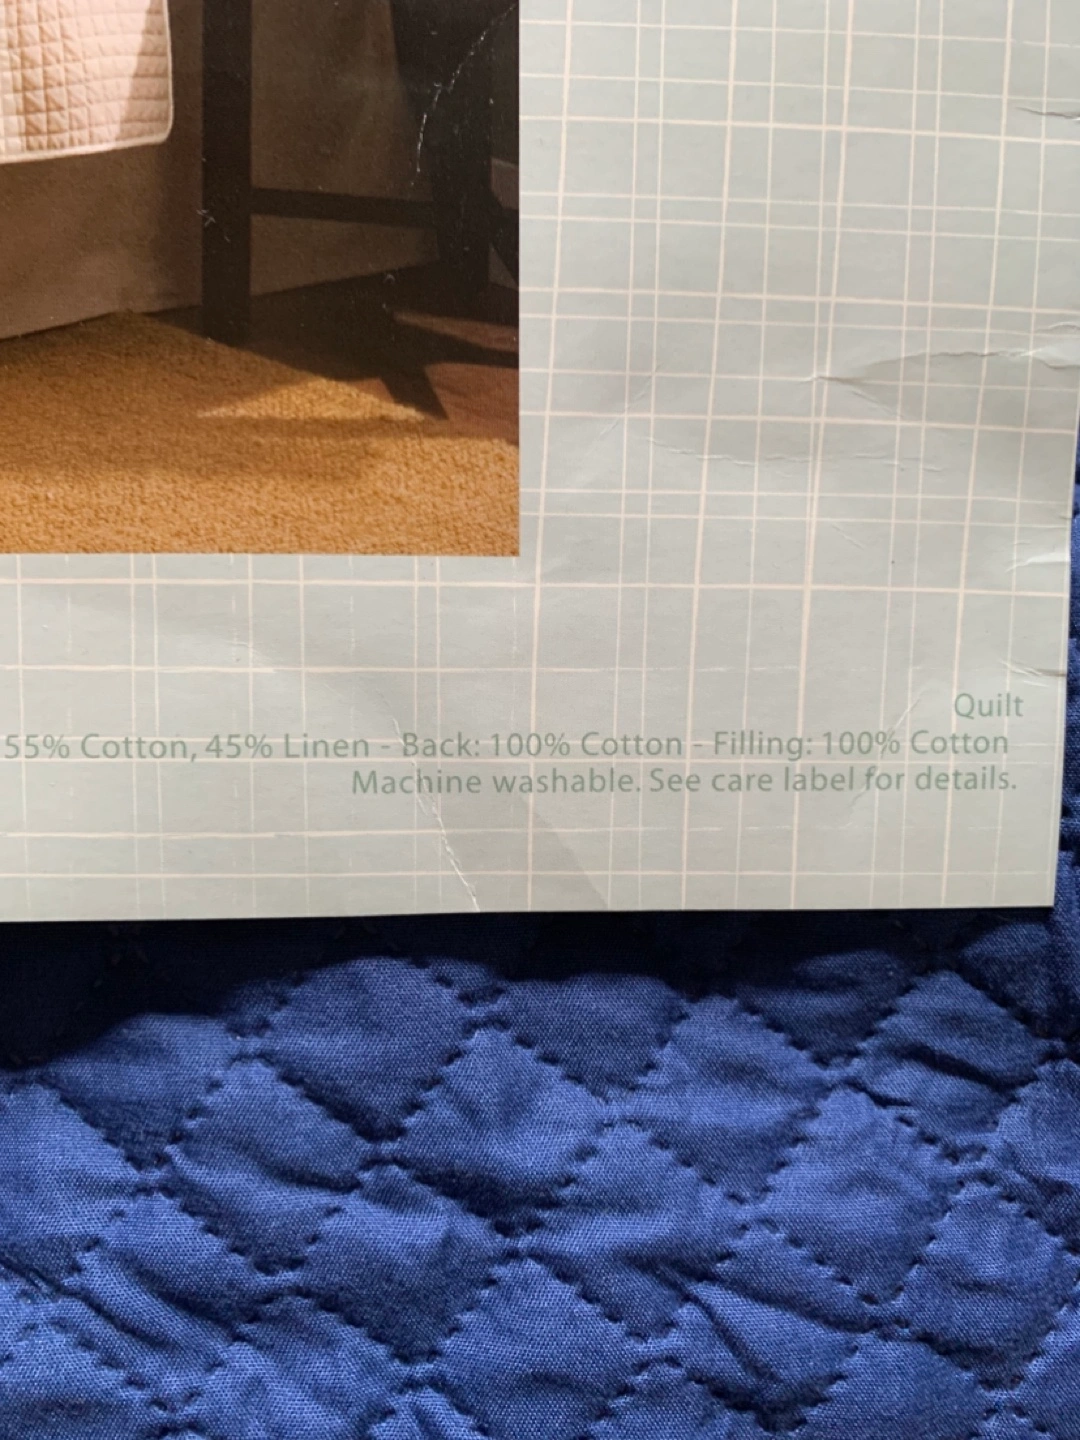 Quilt
55% Cotton, 45% Linen - Back: 100% Cotton - Filling: 100% Cotton
Machine washable. See care label for details.